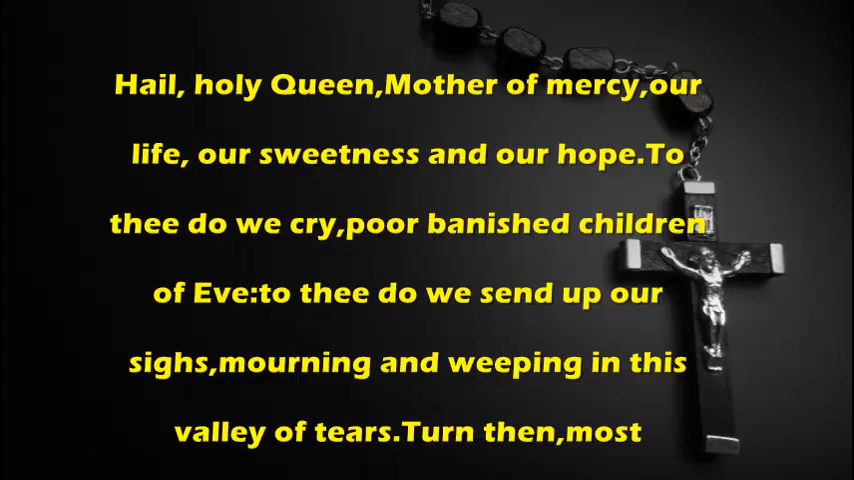 Hail, holy Queen,Mother of mercy,our
life, our sweetness and our hope.To
thee do we cry,poor banished children
of Eve:to thee do we send up our
sighs,mourning and weeping in this
valley of tears.Turn then,most